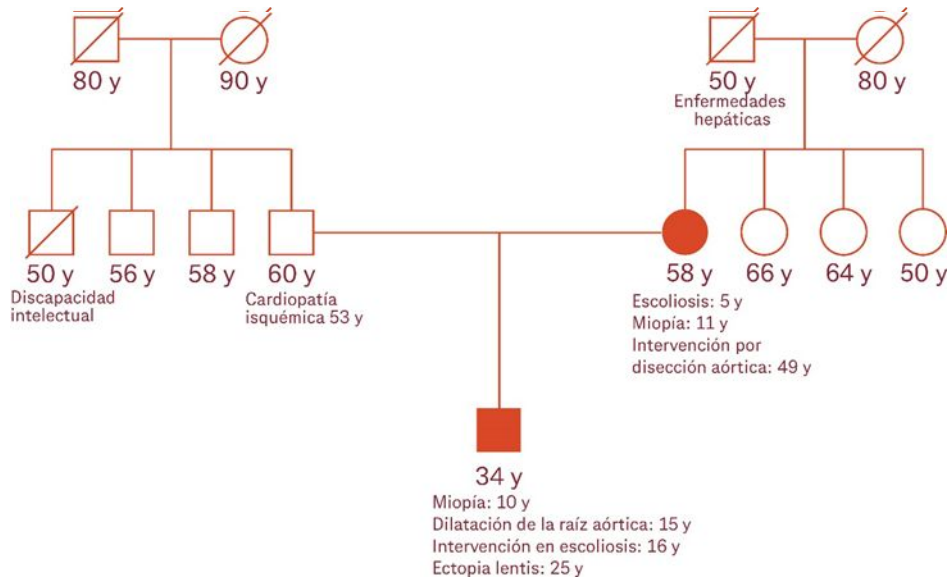 80 y
90 y
50 y
80 y
Enfermedades
hepáticas
50 y
56 y
58 y
60 y
58 y
66 y
64 y
50 y
Discapacidad
intelectual
Cardiopatía
isquémica 53 y
Escoliosis: 5 y
Miopía: 11 y
Intervención por
disección aórtica: 49 y
34 y
Miopía: 10 y
Dilatación de la raíz aórtica: 15 y
Intervención en escoliosis: 16 y
Ectopia lentis: 25 y